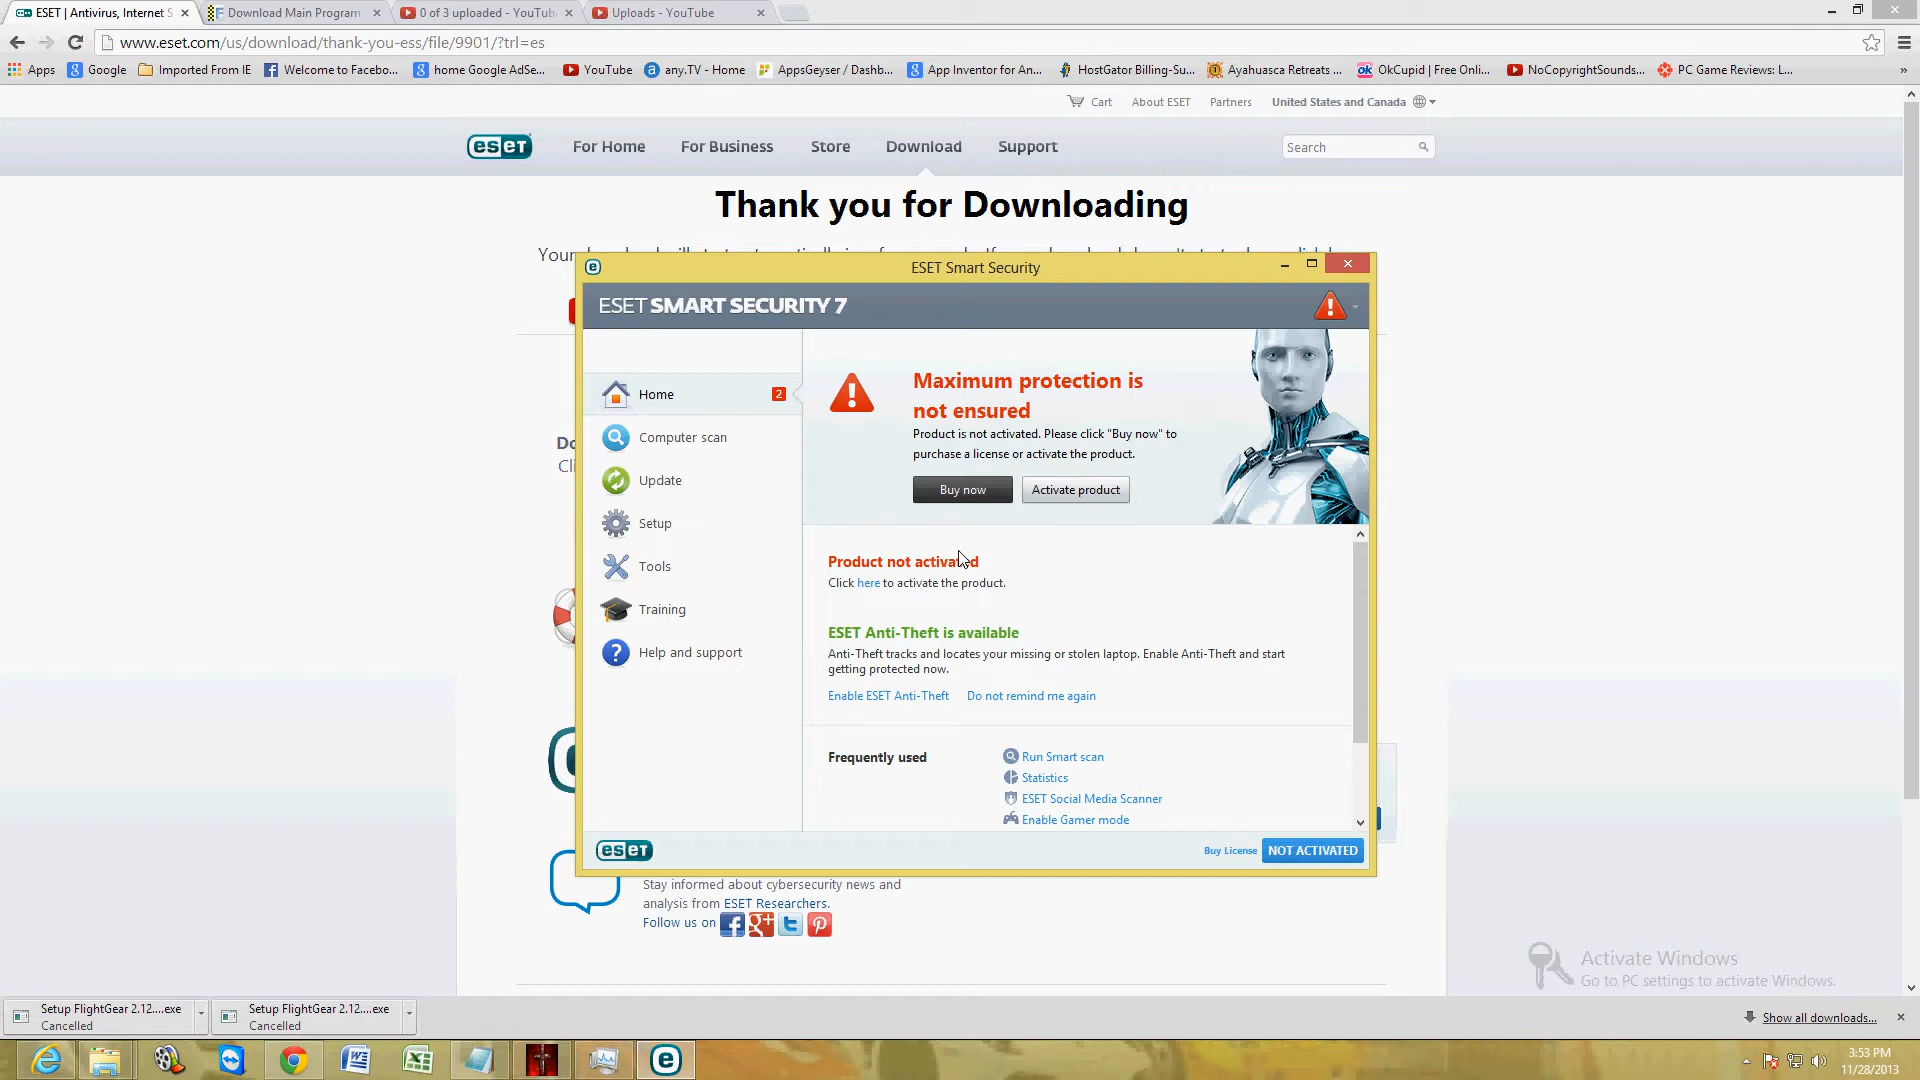 ESET | Antivirus, Internet S
Download Main Program
0 of 3 uploaded - YouTub
Uploads - YouTube
www.eset.com/us/download/thank-you-ess/file/9901/?trl=es
Apps
Google
Imported From IE
Welcome to Facebo...
home Google AdSe...
YouTube
any.TV - Home
AppsGeyser / Dashb...
App Inventor for An...
HostGator Billing-Su...
Ayahuasca Retreats ...
OkCupid | Free Onli...
NoCopyrightSounds...
PC Game Reviews: L...
»
Cart
About ESET
Partners
United States and Canada
eseT
For Home
For Business
Store
Download
Support
Search
Thank you for Downloading
Your
ESET Smart Security
ESET SMART SECURITY 7
Home
2
Computer scan
Update
Setup
Tools
Training
Help and support
Maximum protection is
not ensured
Product is not activated. Please click "Buy now" to
purchase a license or activate the product.
Buy now
Activate product
Product not activated
Click here to activate the product.
ESET Anti-Theft is available
Anti-Theft tracks and locates your missing or stolen laptop. Enable Anti-Theft and start
getting protected now.
Enable ESET Anti-Theft
Do not remind me again
Frequently used
Run Smart scan
Statistics
ESET Social Media Scanner
Enable Gamer mode
eseT
Buy License
NOT ACTIVATED
Do
Cli
Stay informed about cybersecurity news and
analysis from ESET Researchers.
Follow us on
Activate Windows
Go to PC settings to activate Windows.
Setup FlightGear 2.12....exe
Cancelled
Setup FlightGear 2.12....exe
Cancelled
Show all downloads...
3:53 PM
11/28/2013